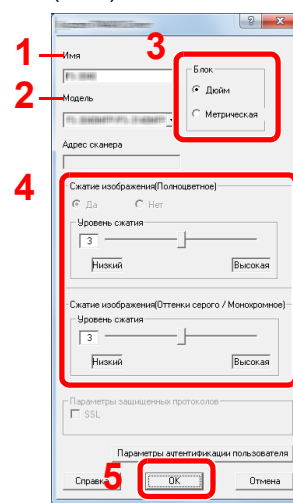 1
Имя
3
Блок
Дюйм
2
Модель
Метрическая
Адрес сканера
4
Сжатие изображения(Полноцветное)
Да Нет
Уровень сжатия
3
Низкий Высокая
Сжатие изображения(Оттенки серого / Монохромное)
Уровень сжатия
3
Низкий Высокая
Параметры защищенных протоколов
SSL
Параметры аутентификации пользователя
5
Справка OK Отмена